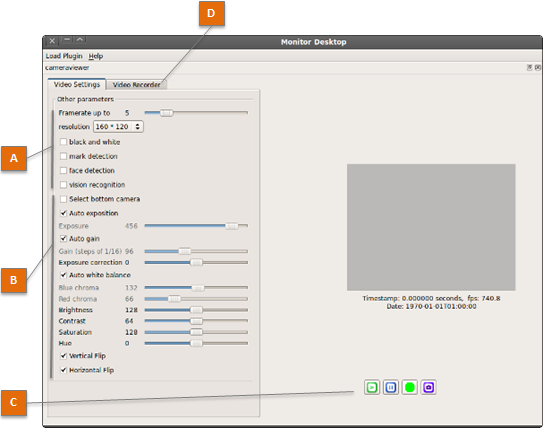 D
Monitor Desktop
Load Plugin Help
cameraviewer
Video Settings Video Recorder
Other parameters
Framerate up to 5
resolution 160 * 120
A
black and white
mark detection
face detection
vision recognition
Select bottom camera
Auto exposition
Exposure 456
Auto gain
Gain (steps of 1/16) 96
Exposure correction 0
B
Auto white balance
Blue chroma 132
Red chroma 66
Brightness 128
Contrast 64
Saturation 128
Hue 0
Vertical Flip
Horizontal Flip
Timestamp: 0.000000 seconds, fps: 740.8
Date: 1970-01-01T01:00:00
C